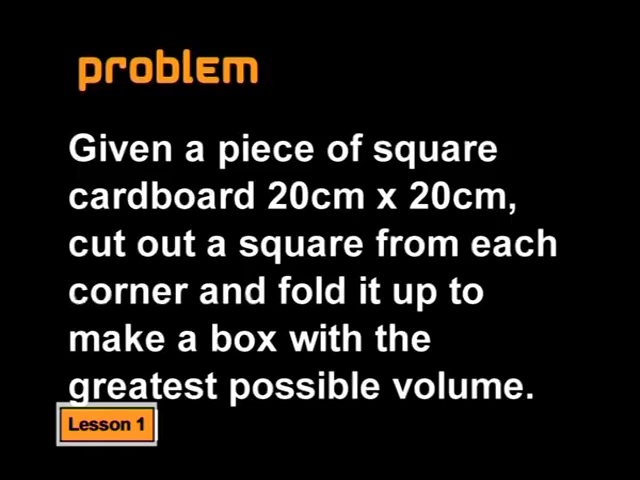 problem
Given a piece of square
cardboard 20cm x 20cm,
cut out a square from each
corner and fold it up to
make a box with the
greatest possible volume.
Lesson 1